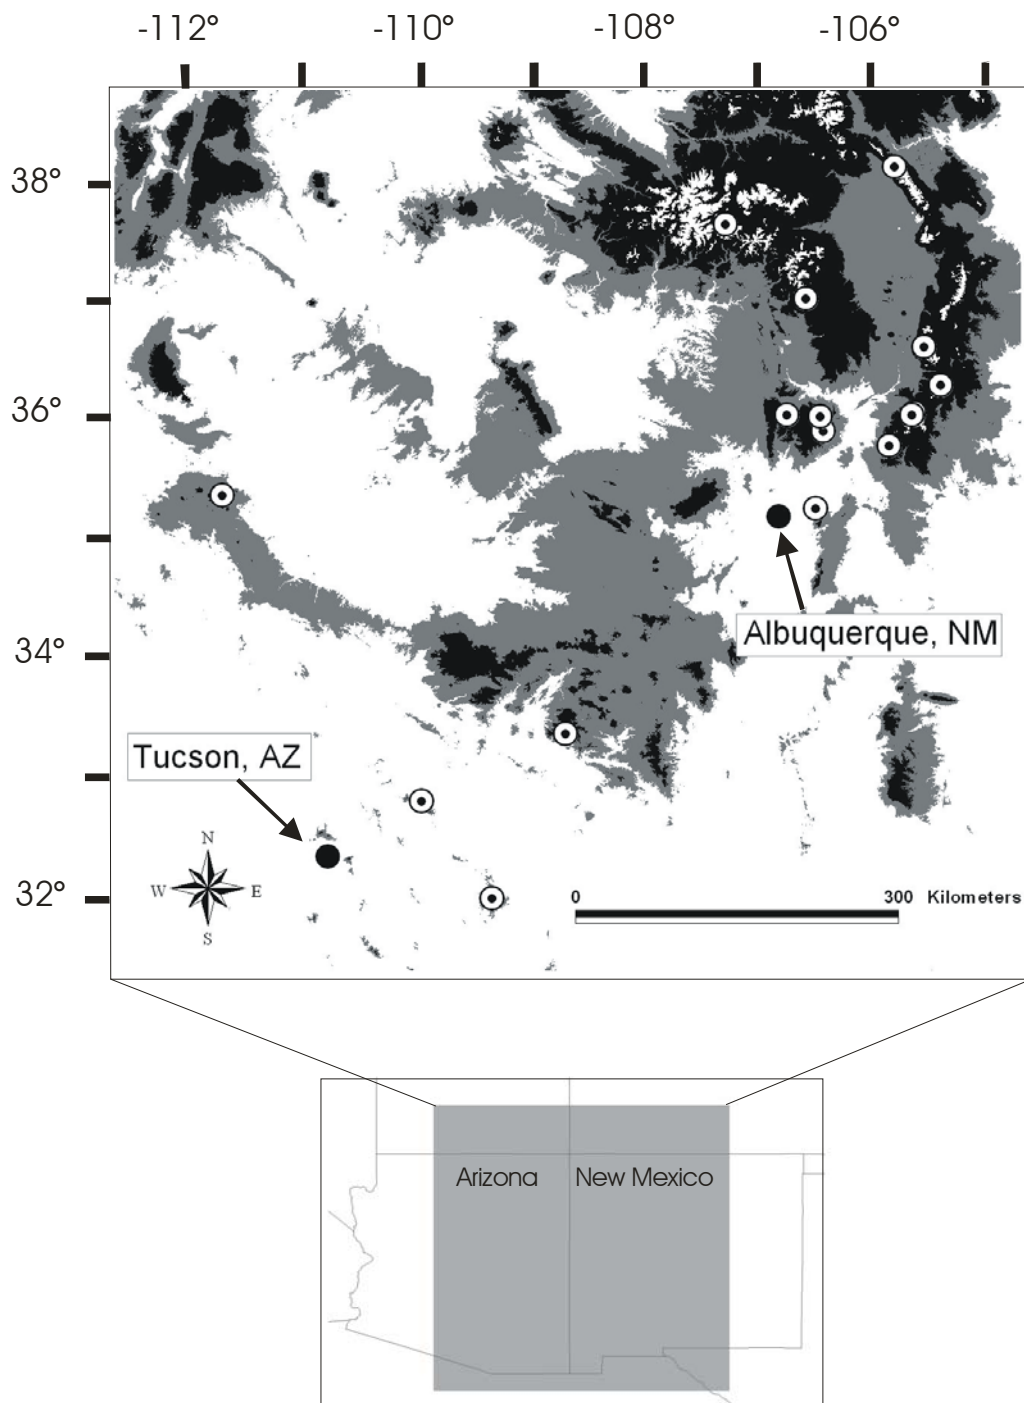 -112° -110° -108° -106°
38°
36°
34°
32°
Albuquerque, NM
Tucson, AZ
N
W E
S
0 300 Kilometers
Arizona New Mexico